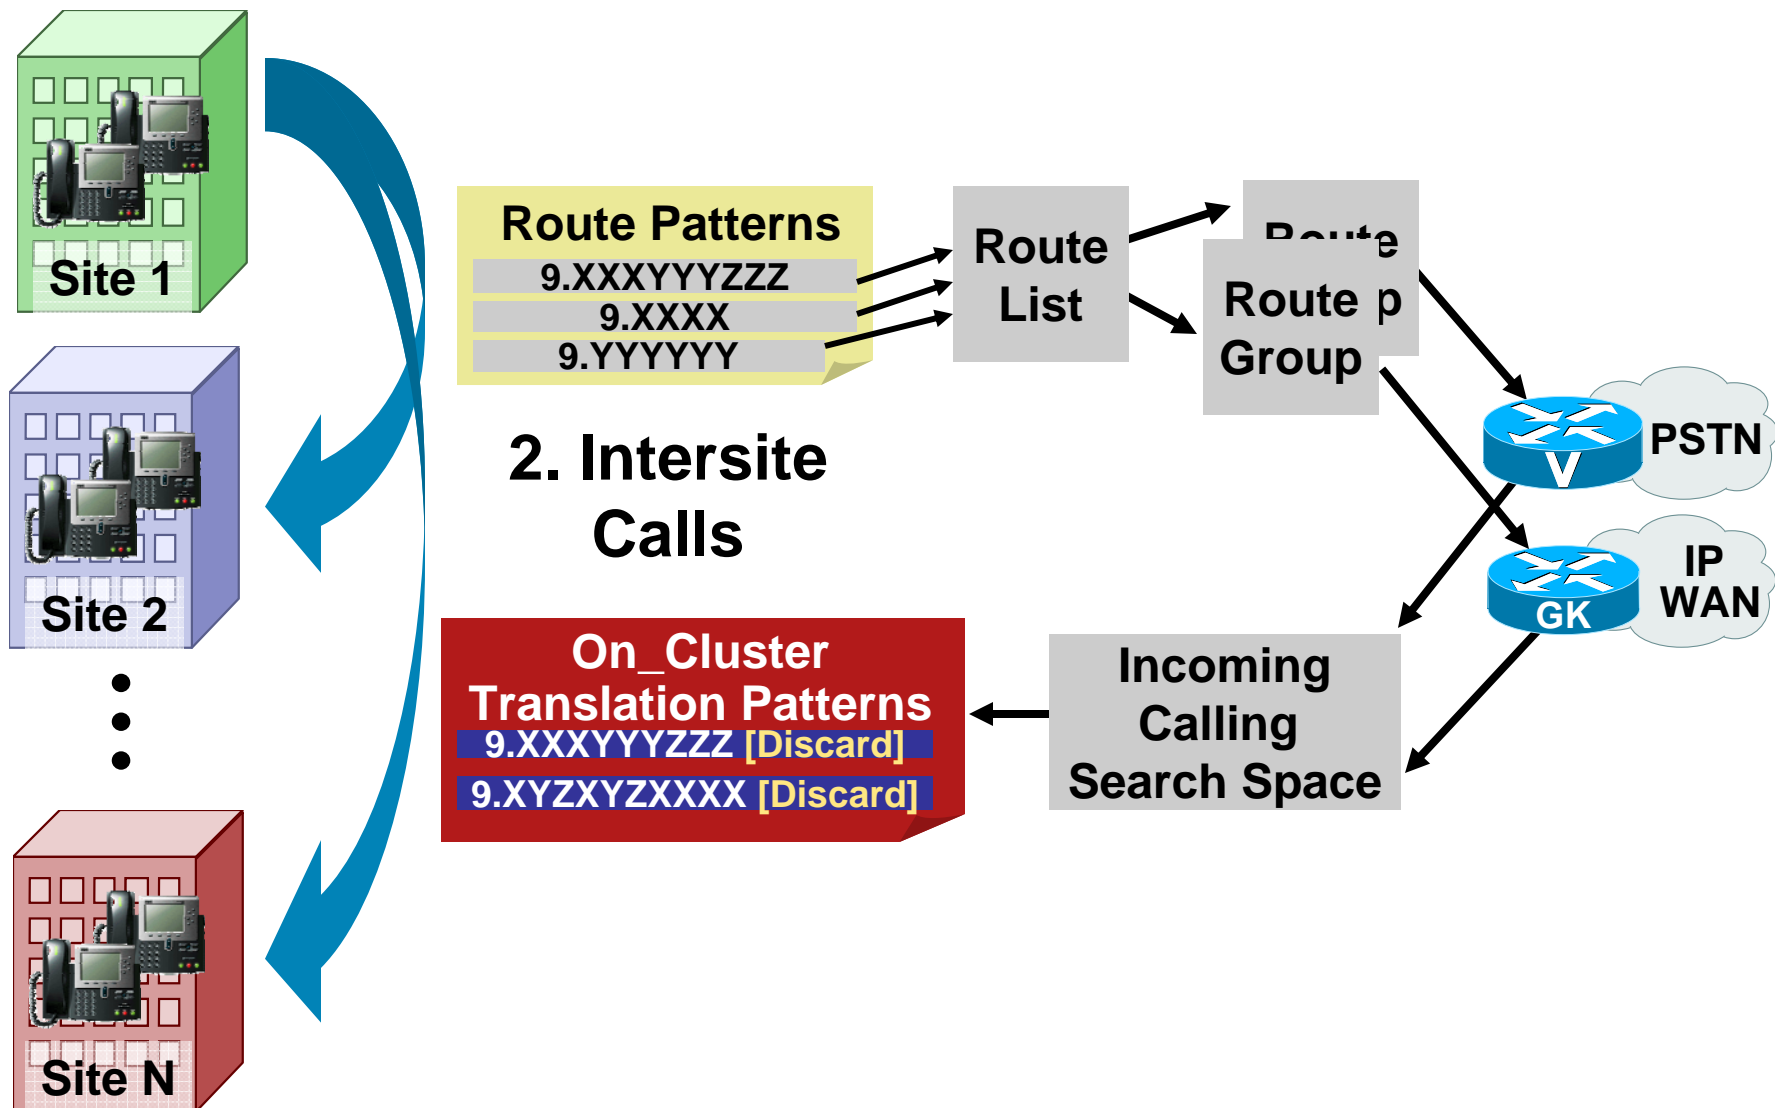 Site 1
Site 2
Site N
Route Patterns
9.XXXYYYZZZ
9.XXXX
9.YYYYYY
Route
List
Route
p
Route
Group
PSTN
V
IP
WAN
GK
2. Intersite
Calls
On_Cluster
Translation Patterns
9.XXXYYYZZZ [Discard]
9.XYZXYZXXXX [Discard]
Incoming
Calling
Search Space